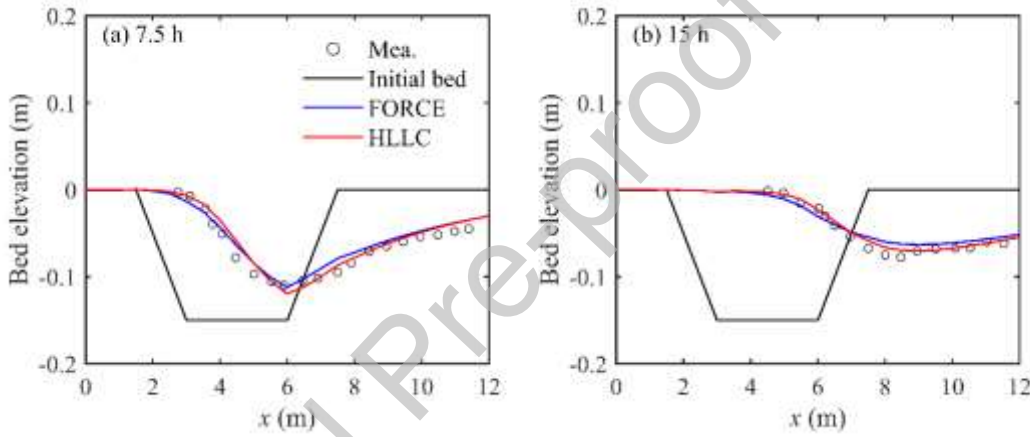 (a) 7.5 h
Mea.
Initial bed
FORCE
HLLC
Bed elevation (m)
0.2
0.1
0
-0.1
-0.2
0 2 4 6 8 10 12
x (m)
(b) 15 h
Bed elevation (m)
0.2
0.1
0
-0.1
-0.2
0 2 4 6 8 10 12
x (m)
Pre-proof